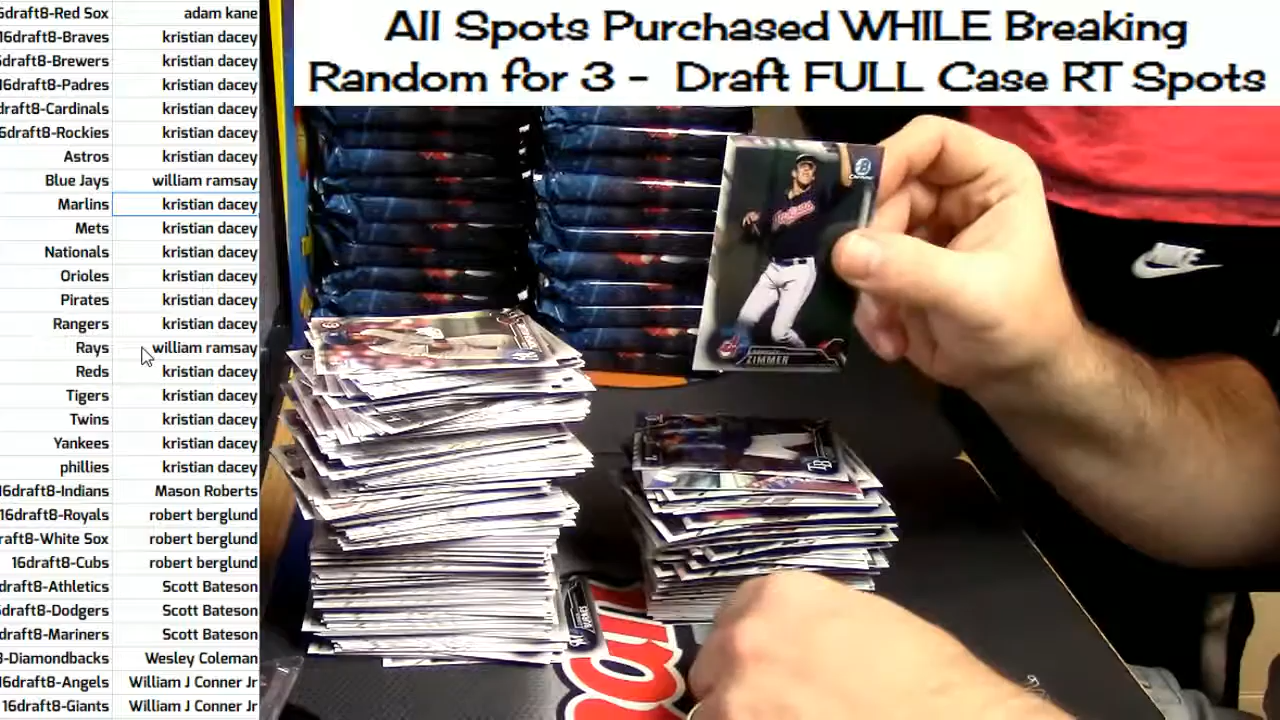 All Spots Purchased WHILE Breaking
Random for 3 - Draft FULL Case RT Spots
6draft8-Red Sox adam kane
16draft8-Braves kristian dacey
6draft8-Brewers kristian dacey
16draft8-Padres kristian dacey
draft8-Cardinals kristian dacey
6draft8-Rockies kristian dacey
Astros kristian dacey
Blue Jays william ramsay
Marlins kristian dacey
Mets kristian dacey
Nationals kristian dacey
Orioles kristian dacey
Pirates kristian dacey
Rangers kristian dacey
Rays william ramsay
Reds kristian dacey
Tigers kristian dacey
Twins kristian dacey
Yankees kristian dacey
phillies kristian dacey
16draft8-Indians Mason Roberts
16draft8-Royals robert berglund
raft8-White Sox robert berglund
16draft8-Cubs robert berglund
draft8-Athletics Scott Bateson
draft8-Dodgers Scott Bateson
draft8-Mariners Scott Bateson
8-Diamondbacks Wesley Coleman
16draft8-Angels William J Conner Jr
16draft8-Giants William J Conner Jr
B
Chrome
Indians
ZIMMER